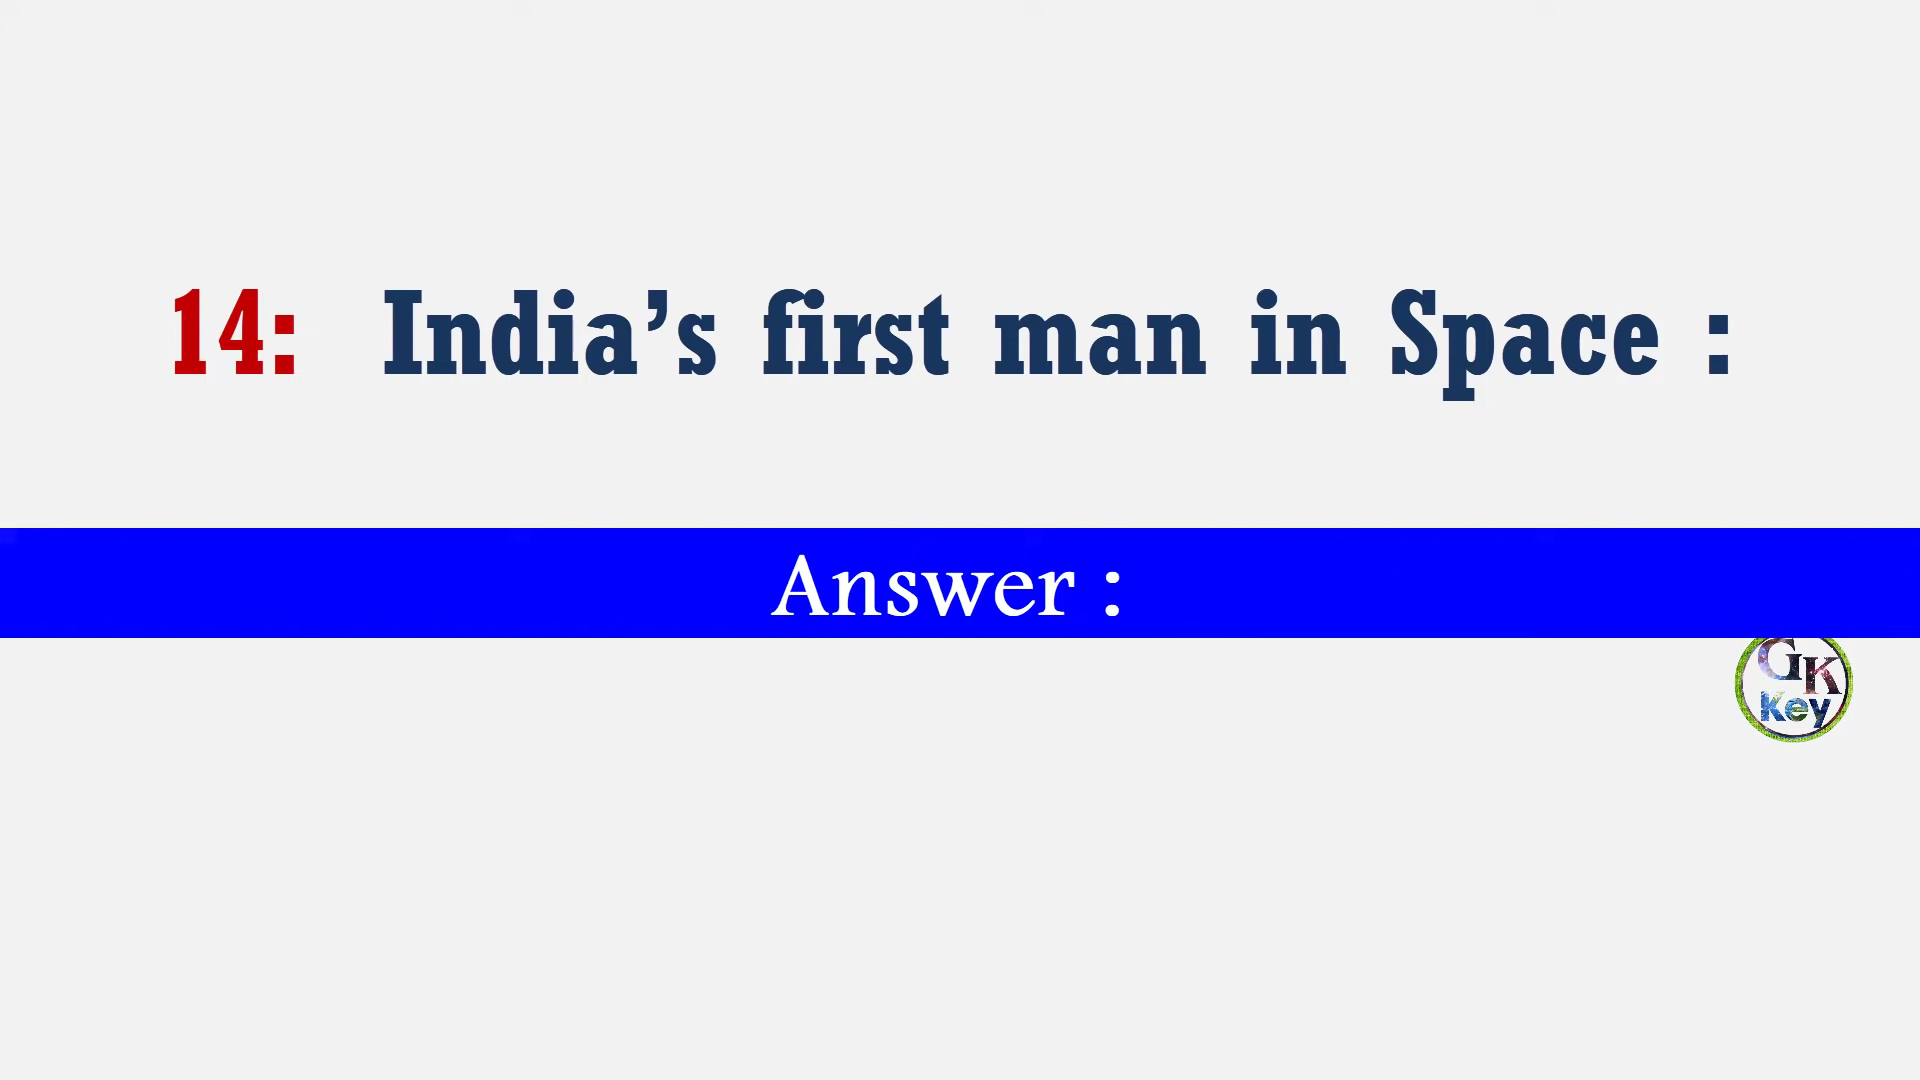 14: India’s first man in Space :
Answer :
GK
Key